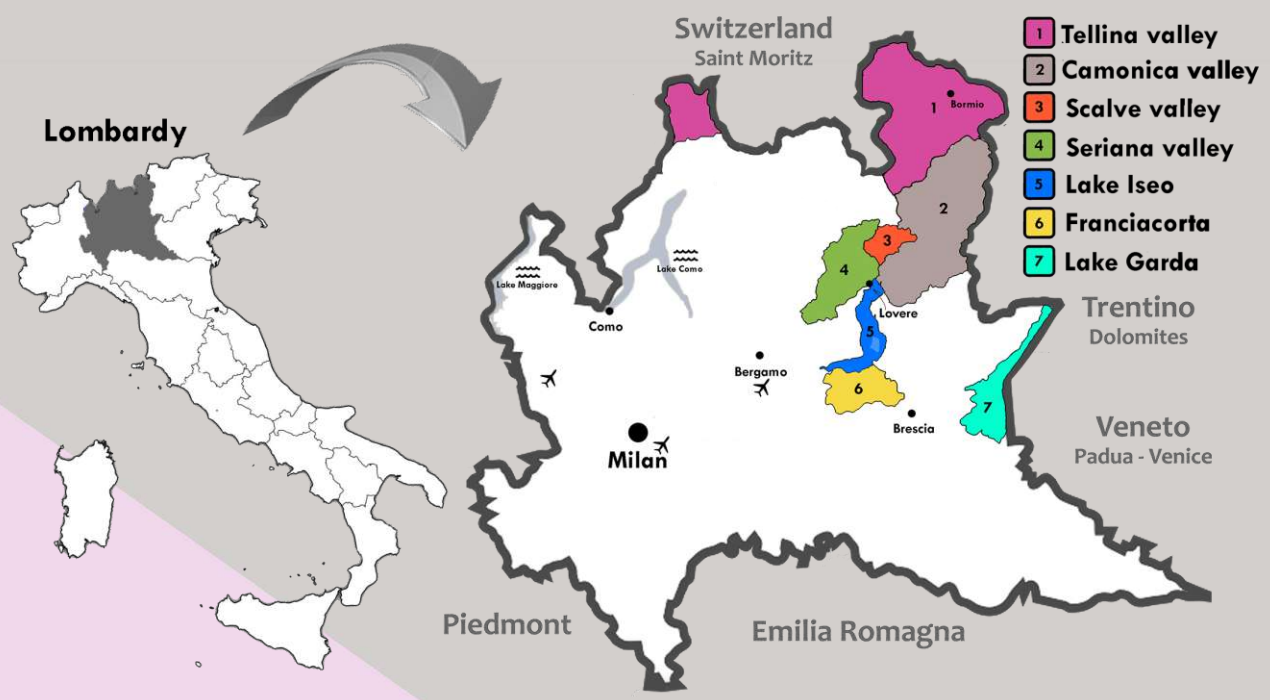 Switzerland
Saint Moritz
Lombardy
1 Tellina valley
2 Camonica valley
3 Scalve valley
4 Seriana valley
5 Lake Iseo
6 Franciacorta
7 Lake Garda
1
Bormio
2
3
4
Lake Maggiore
Lake Como
Como
Lovere
5
Bergamo
6
7
Brescia
Milan
Trentino
Dolomites
Veneto
Padua - Venice
Piedmont
Emilia Romagna